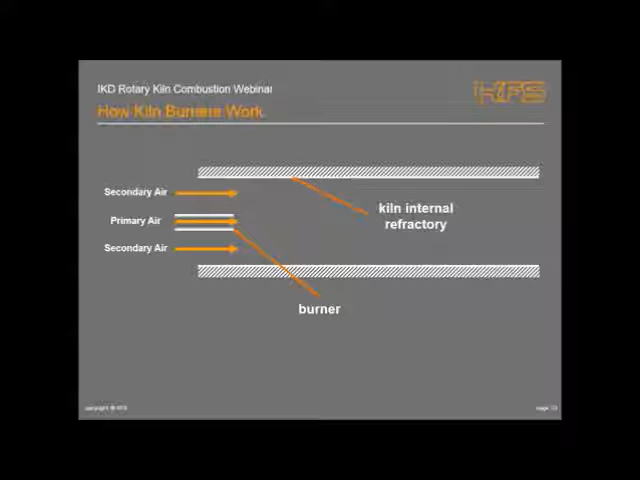 IKD Rotary Kiln Combustion Webinar
How Kiln Burners Work
Secondary Air
Primary Air
Secondary Air
kiln internal
refractory
burner